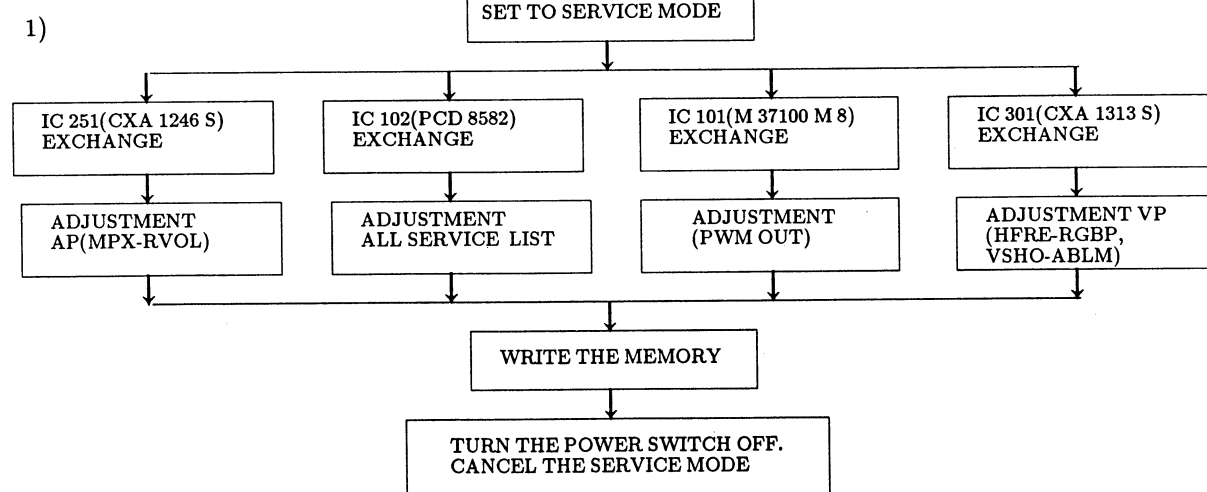 1)
SET TO SERVICE MODE
IC 251(CXA 1246 S)
EXCHANGE
IC 102(PCD 8582)
EXCHANGE
IC 101(M 37100 M 8)
EXCHANGE
IC 301(CXA 1313 S)
EXCHANGE
ADJUSTMENT
AP(MPX-RVOL)
ADJUSTMENT
ALL SERVICE LIST
ADJUSTMENT
(PWM OUT)
ADJUSTMENT VP
(HFRE-RGBP,
VSHO-ABLM)
WRITE THE MEMORY
TURN THE POWER SWITCH OFF.
CANCEL THE SERVICE MODE